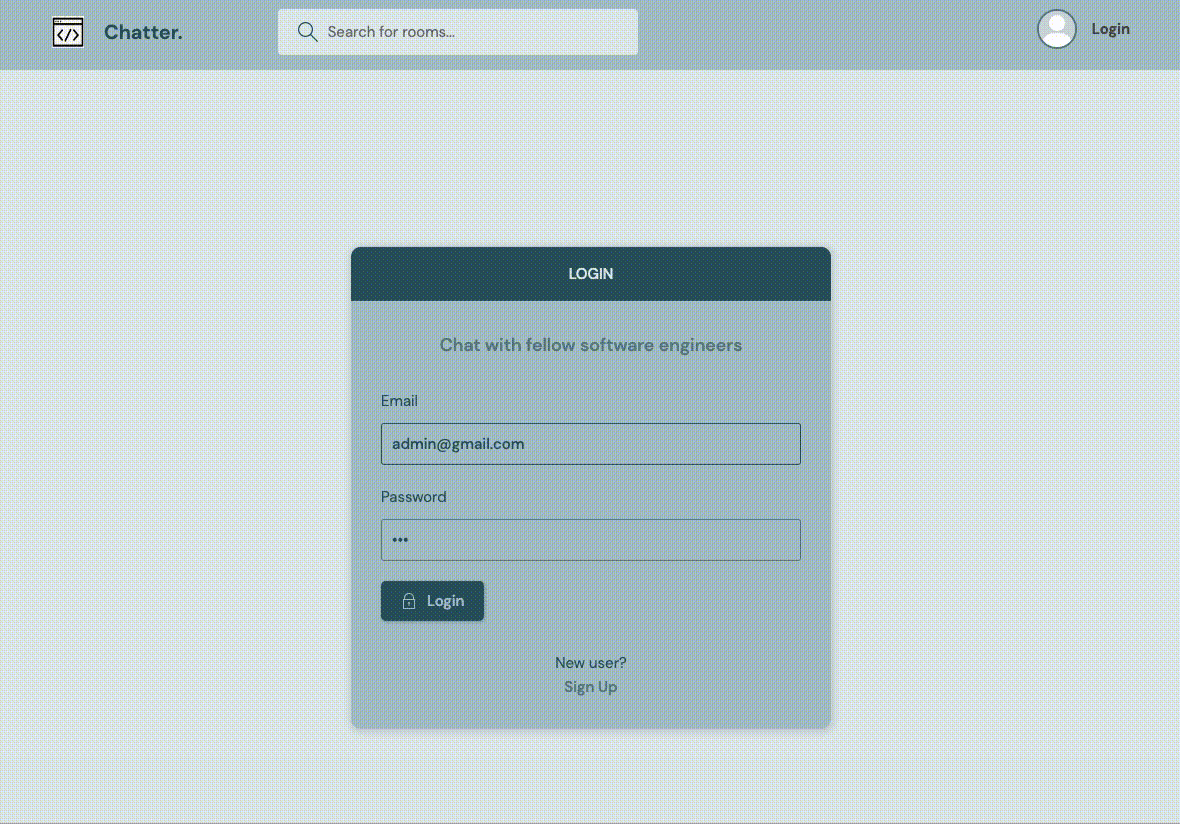 </>
Chatter.
Search for rooms...
Login
LOGIN
Chat with fellow software engineers
Email
admin@gmail.com
Password
•••
Login
New user?
Sign Up